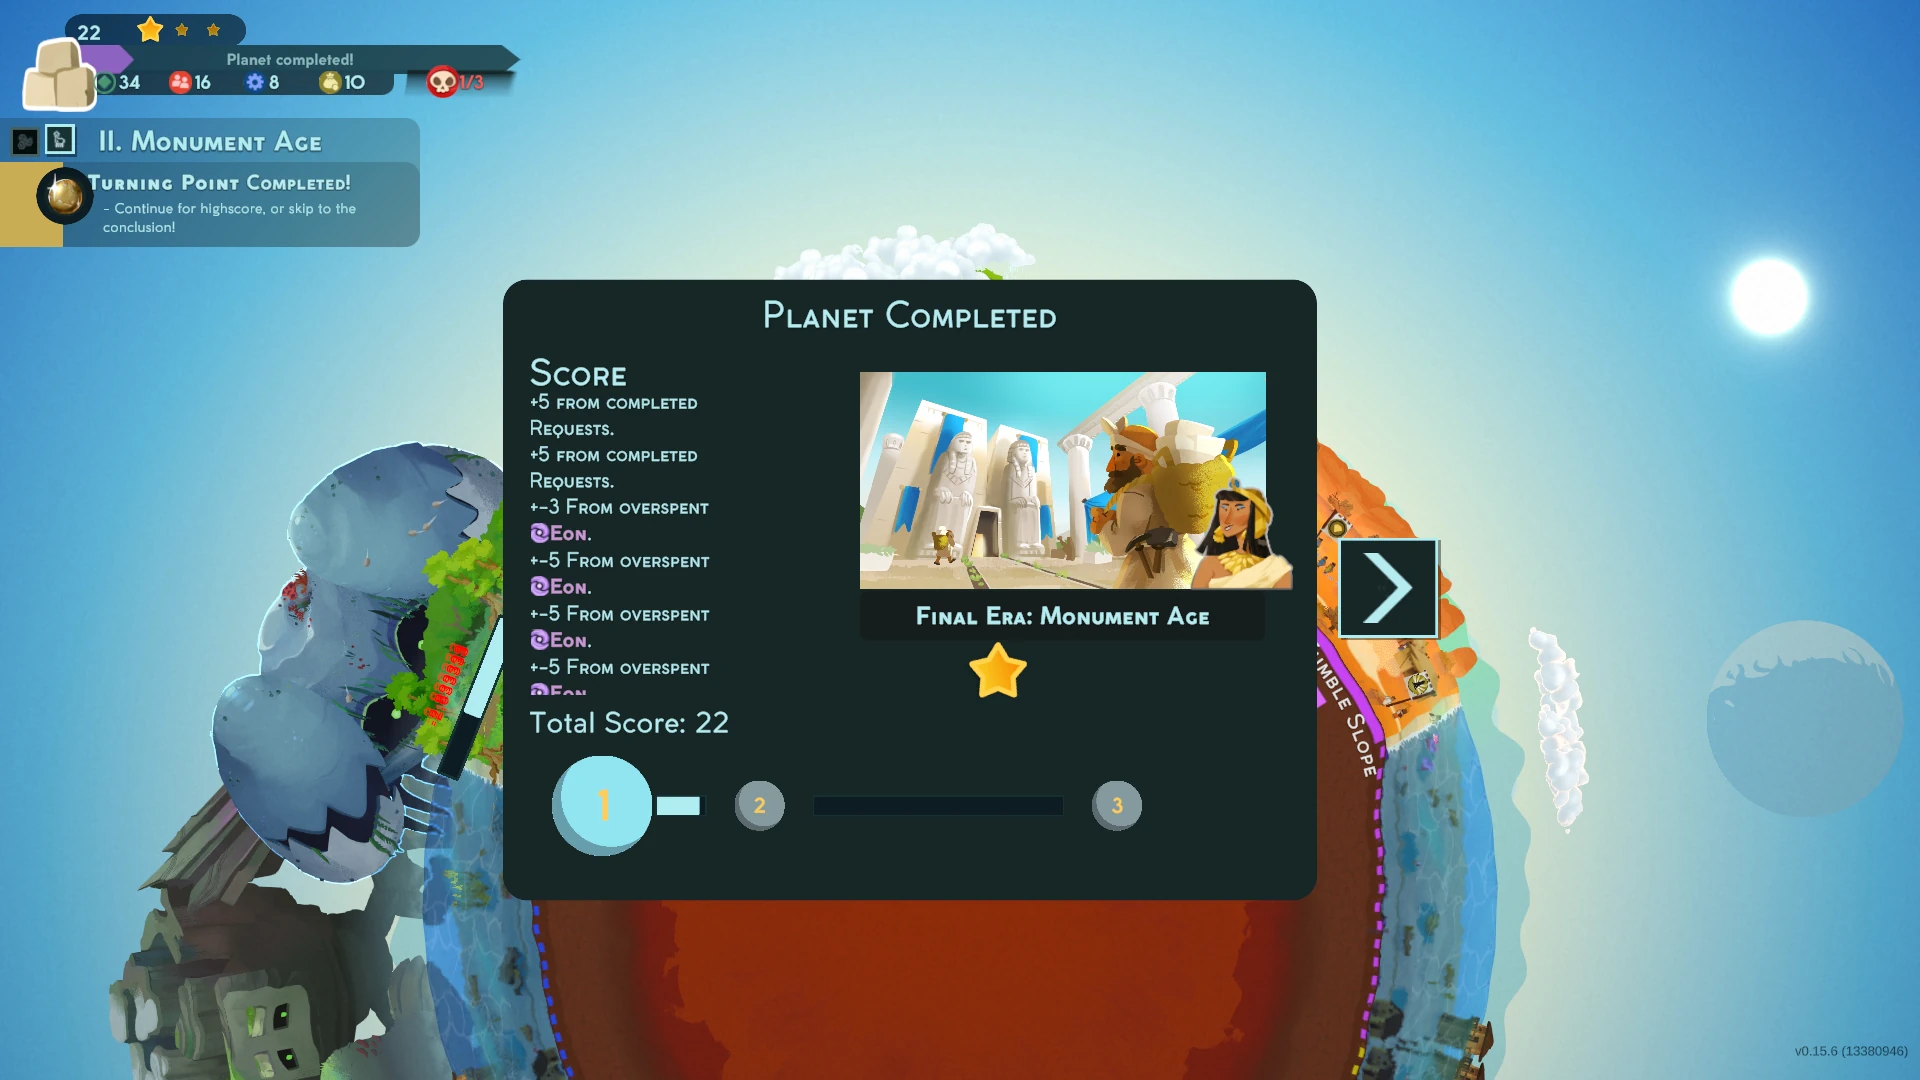 22
Planet completed!
34 16 8 10 1/3
II. Monument Age
Turning Point Completed!
- Continue for highscore, or skip to the
conclusion!
Planet Completed
Score
+5 from completed
Requests.
+5 from completed
Requests.
+-3 From overspent
Eon.
+-5 From overspent
Eon.
+-5 From overspent
Eon.
+-5 From overspent
Eon.
Total Score: 22
Final Era: Monument Age
1 2 3
umble Slope
v0.15.6 (13380946)